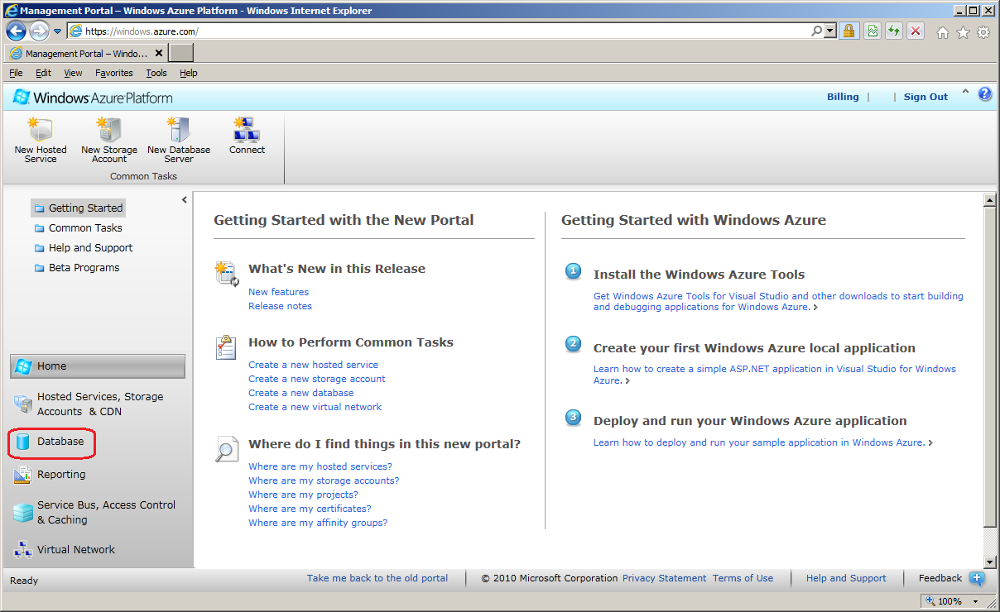 Management Portal – Windows Azure Platform - Windows Internet Explorer
https://windows.azure.com/
Management Portal – Windo...
File Edit View Favorites Tools Help
Windows Azure Platform
Billing | | Sign Out
New Hosted Service
New Storage Account
New Database Server
Connect
Common Tasks
Getting Started
Common Tasks
Help and Support
Beta Programs
Home
Hosted Services, Storage
Accounts & CDN
Database
Reporting
Service Bus, Access Control
& Caching
Virtual Network
Getting Started with the New Portal
What's New in this Release
New features
Release notes
How to Perform Common Tasks
Create a new hosted service
Create a new storage account
Create a new database
Create a new virtual network
Where do I find things in this new portal?
Where are my hosted services?
Where are my storage accounts?
Where are my projects?
Where are my certificates?
Where are my affinity groups?
Getting Started with Windows Azure
1 Install the Windows Azure Tools
Get Windows Azure Tools for Visual Studio and other downloads to start building
and debugging applications for Windows Azure. >
2 Create your first Windows Azure local application
Learn how to create a simple ASP.NET application in Visual Studio for Windows
Azure. >
3 Deploy and run your Windows Azure application
Learn how to deploy and run your sample application in Windows Azure. >
Ready
Take me back to the old portal
© 2010 Microsoft Corporation Privacy Statement Terms of Use
Help and Support
Feedback
100%